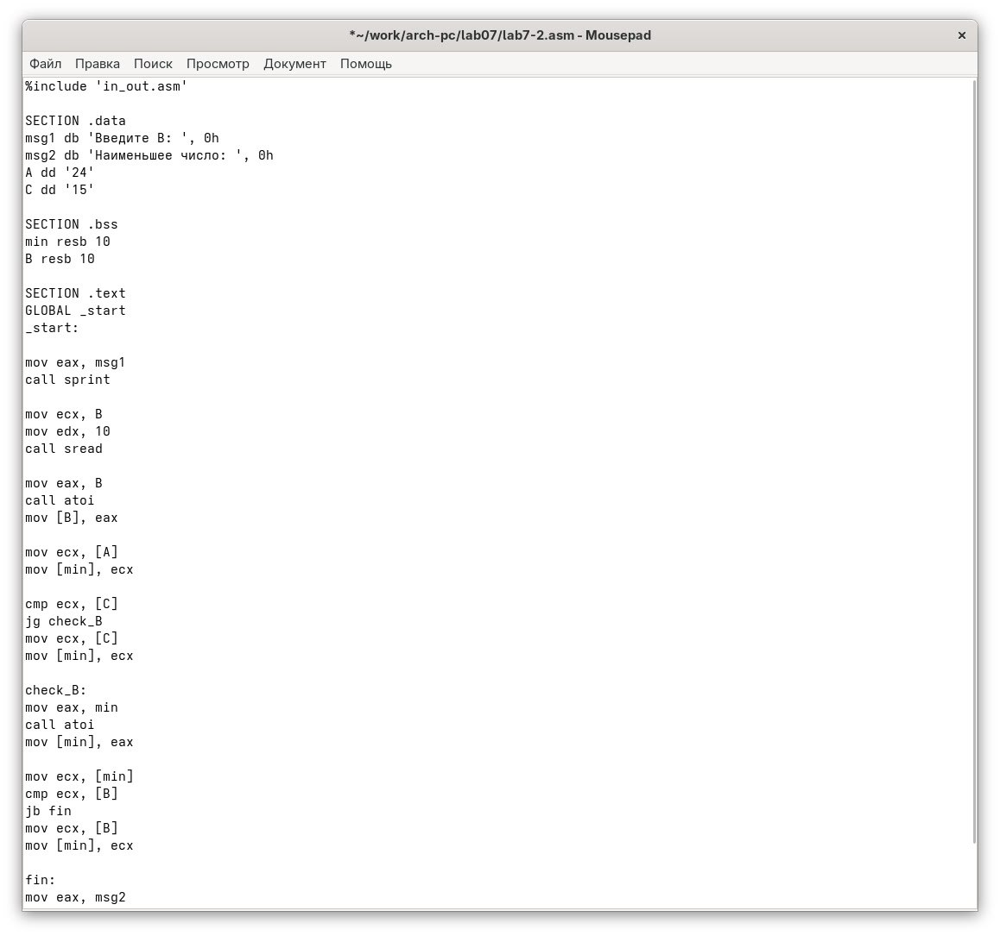 *~/work/arch-pc/lab07/lab7-2.asm - Mousepad
Файл Правка Поиск Просмотр Документ Помощь
%include 'in_out.asm'
SECTION .data
msg1 db 'Введите B: ', 0h
msg2 db 'Наименьшее число: ', 0h
A dd '24'
C dd '15'
SECTION .bss
min resb 10
B resb 10
SECTION .text
GLOBAL _start
_start:
mov eax, msg1
call sprint
mov ecx, B
mov edx, 10
call sread
mov eax, B
call atoi
mov [B], eax
mov ecx, [A]
mov [min], ecx
cmp ecx, [C]
jg check_B
mov ecx, [C]
mov [min], ecx
check_B:
mov eax, min
call atoi
mov [min], eax
mov ecx, [min]
cmp ecx, [B]
jb fin
mov ecx, [B]
mov [min], ecx
fin:
mov eax, msg2